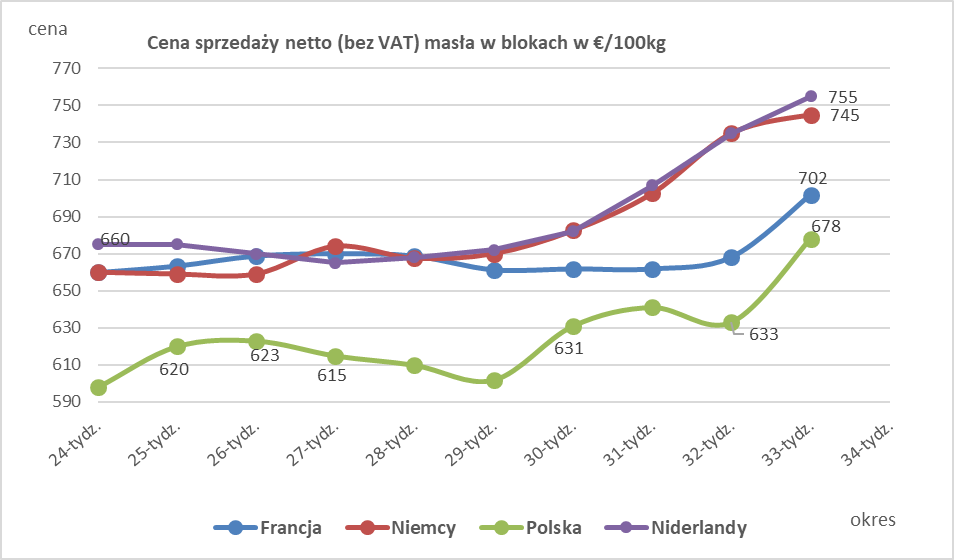 cena
Cena sprzedaży netto (bez VAT) masła w blokach w €/100kg
770
750
730
710
690
670
650
630
610
590
660
620
623
615
631
633
678
702
745
755
24-tydz.
25-tydz.
26-tydz.
27-tydz.
28-tydz.
29-tydz.
30-tydz.
31-tydz.
32-tydz.
33-tydz.
34-tydz.
okres
Francja Niemcy Polska Niderlandy